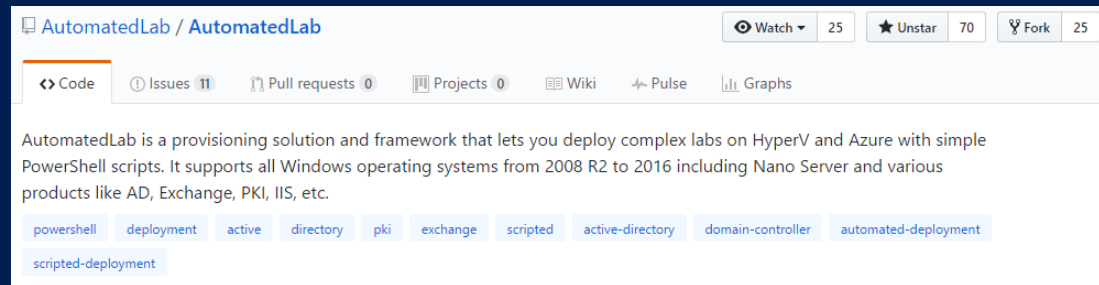 AutomatedLab / AutomatedLab
Watch 25 Unstar 70 Fork 25
Code Issues 11 Pull requests 0 Projects 0 Wiki Pulse Graphs
AutomatedLab is a provisioning solution and framework that lets you deploy complex labs on HyperV and Azure with simple
PowerShell scripts. It supports all Windows operating systems from 2008 R2 to 2016 including Nano Server and various
products like AD, Exchange, PKI, IIS, etc.
powershell deployment active directory pki exchange scripted active-directory domain-controller automated-deployment
scripted-deployment